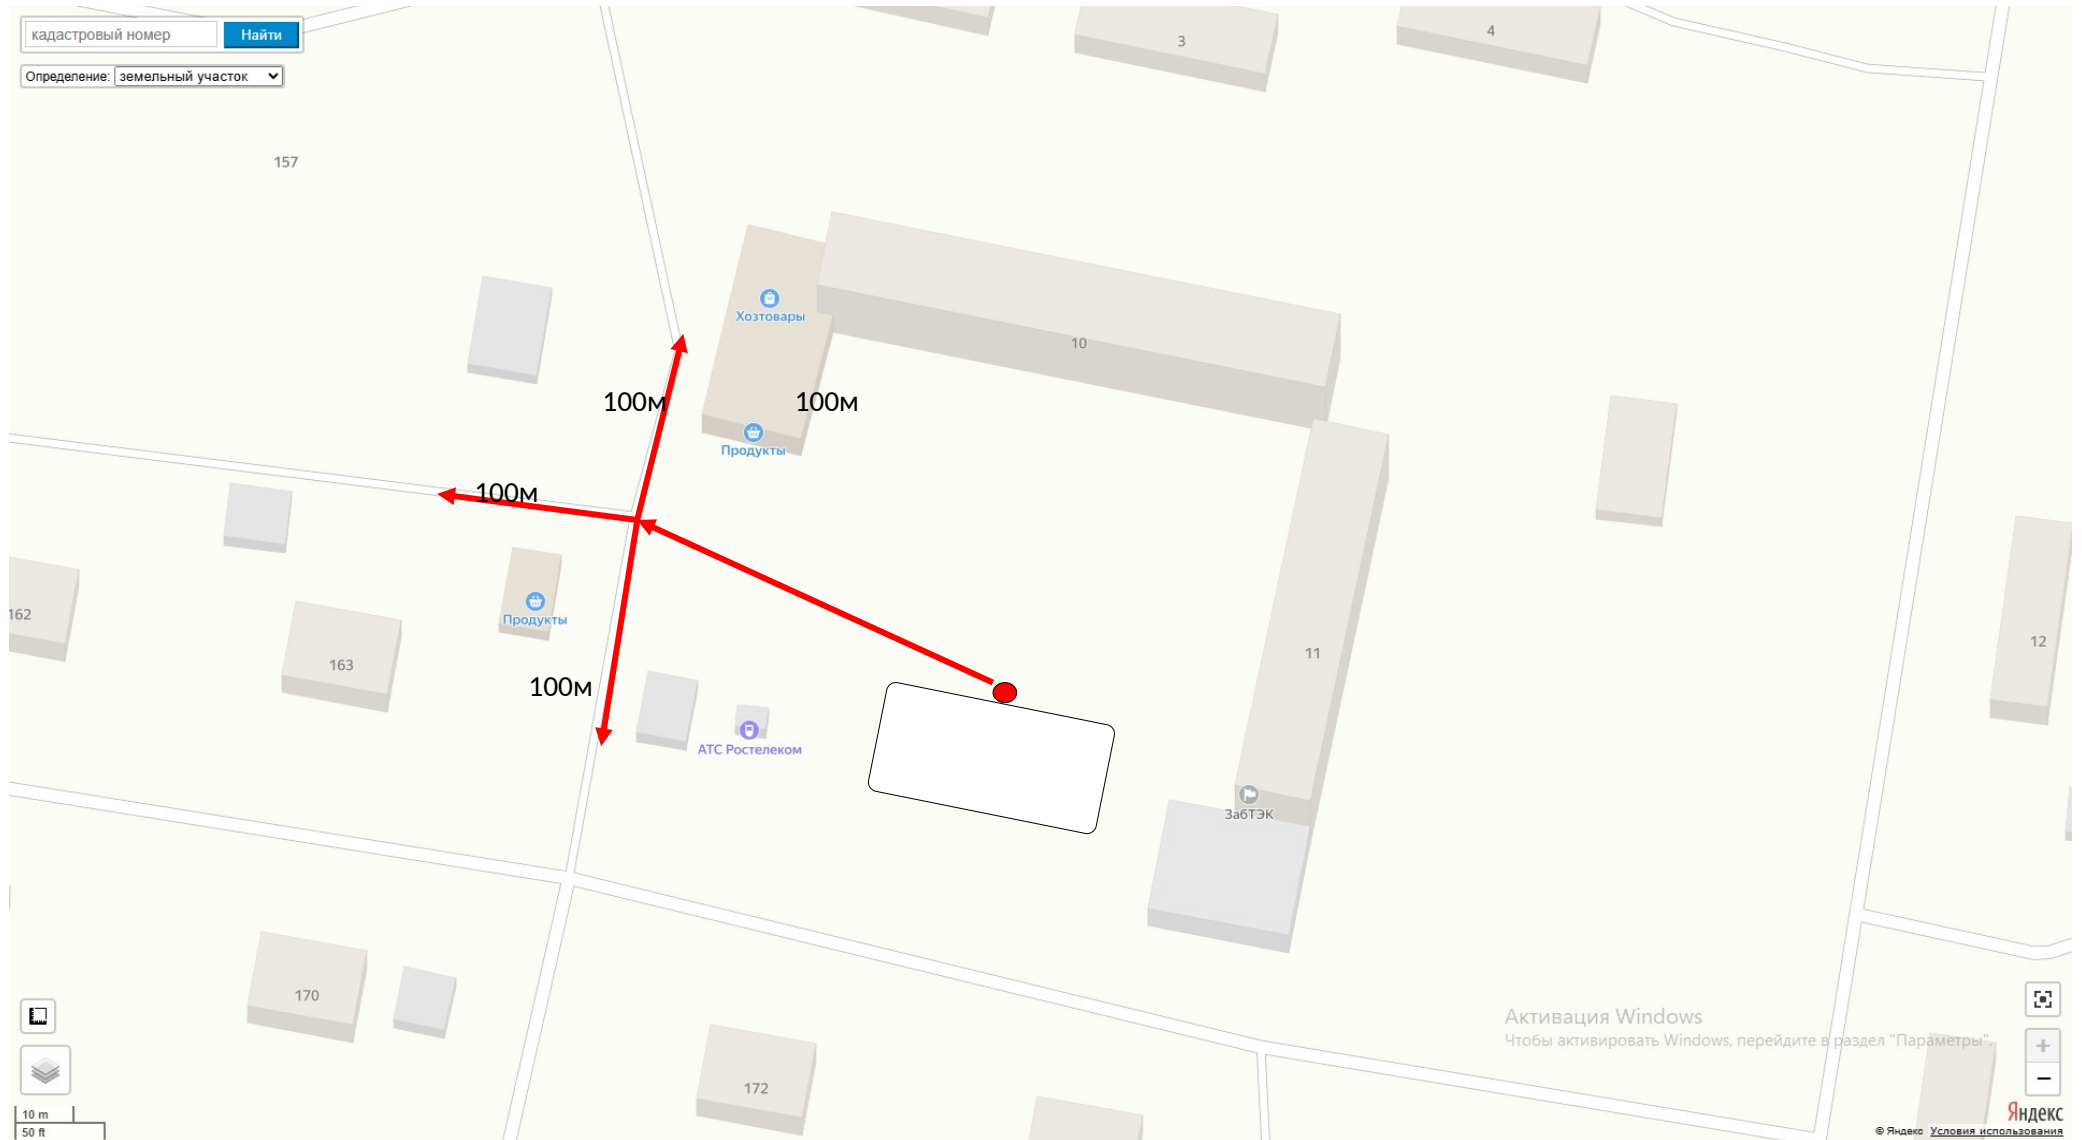 кадастровый номер
Найти
Определение: земельный участок
3
4
157
Хозтовары
10
100м
100м
Продукты
100м
162
163
Продукты
11
12
100м
АТС Ростелеком
ЗабТЭК
170
172
Активация Windows
Чтобы активировать Windows, перейдите в раздел "Параметры".
+
−
10 m
50 ft
Яндекс
© Яндекс Условия использования